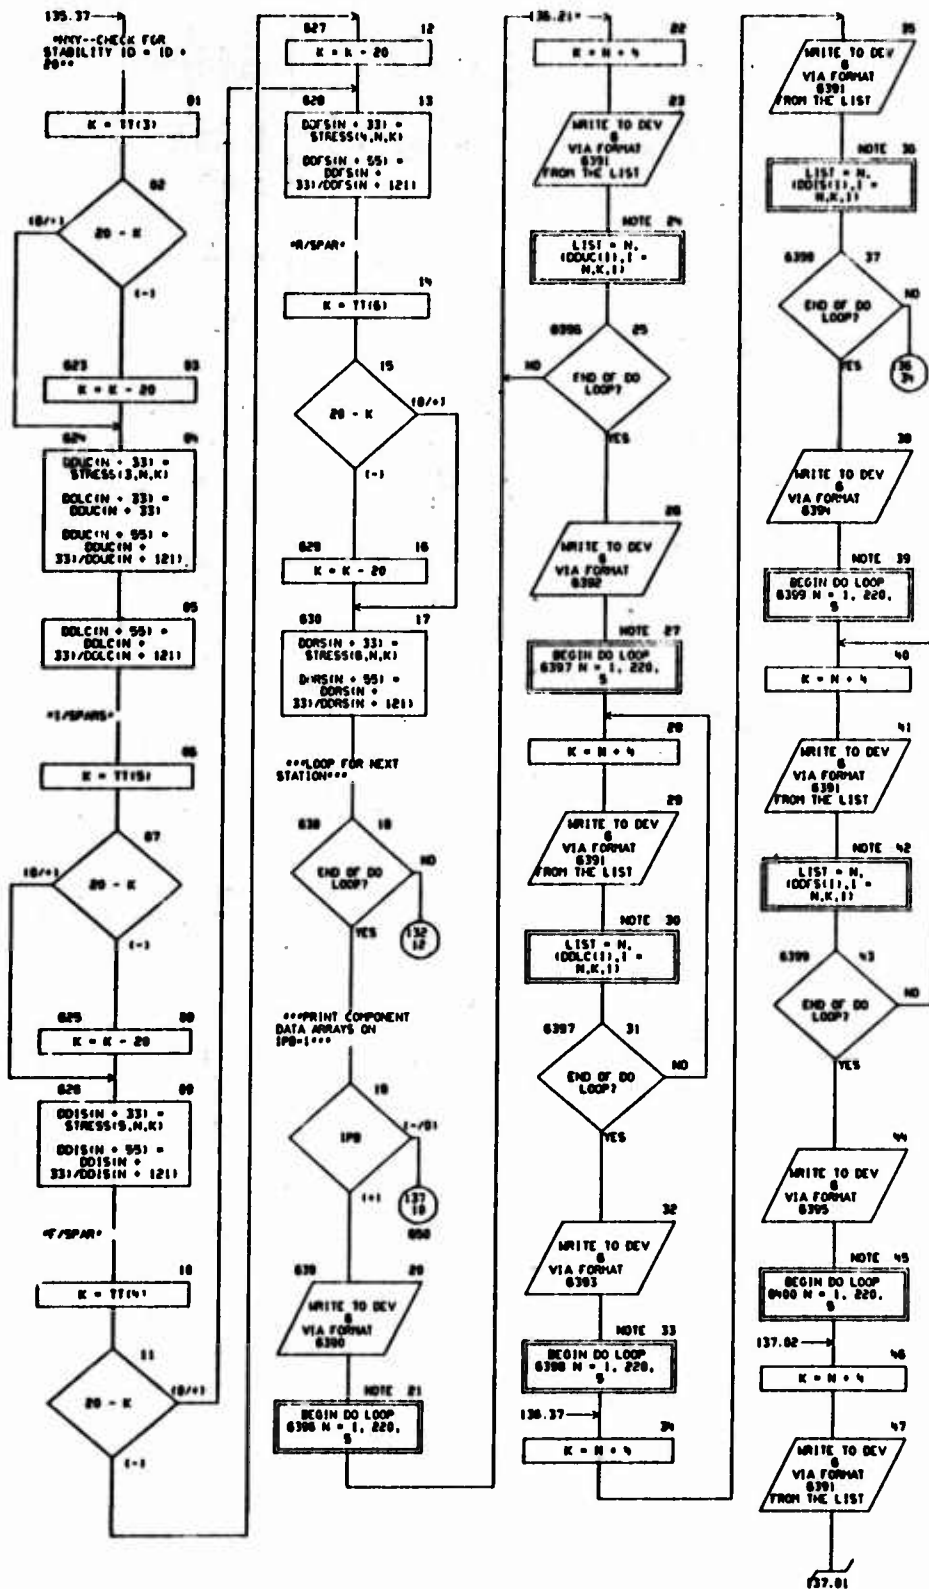 135.37
STABILITY ID = ID +
20**
01
K = TT(3)
02
(0/+)
20 - K
(-)
623
03
K = K - 20
624
04
DDUC(N + 33) =
STRESS(3,N,K)
DDLC(N + 33) =
DDUC(N + 33)
DDUC(N + 55) =
DDUC(N +
33)/DDUE(N + 121)
05
DDLC(N + 55) =
DDLC(N +
33)/DDLC(N + 121)
*I/SPARS*
06
K = TT(5)
07
(0/+)
20 - K
(-)
625
08
K = K - 20
626
09
DDIS(N + 33) =
STRESS(5,N,K)
DDIS(N + 55) =
DDIS(N +
33)/DDIS(N + 121)
*F/SPAR*
10
K = TT(4)
11
20 - K
(0/+)
(-)
627
12
K = K - 20
628
13
DDFS(N + 33) =
STRESS(4,N,K)
DDFS(N + 55) =
DDFS(N +
33)/DDFS(N + 121)
*R/SPAR*
14
K = TT(6)
15
20 - K
(0/+)
(-)
629
16
K = K - 20
630
17
DDRS(N + 33) =
STRESS(6,N,K)
DDRS(N + 55) =
DDRS(N +
33)/DDRS(N + 121)
***LOOP FOR NEXT
STATION***
638
18
END OF DO
LOOP?
NO
132
12
YES
***PRINT COMPONENT
DATA ARRAYS ON
IPB=1***
19
IPB
(-/0)
137
10
650
(+)
639
20
WRITE TO DEV
6
VIA FORMAT
6390
NOTE 21
BEGIN DO LOOP
6396 N = 1, 220,
5
136.21*
22
K = N + 4
23
WRITE TO DEV
6
VIA FORMAT
6391
FROM THE LIST
NOTE 24
LIST = N,
(DDUC(I),I =
N,K,1)
6396
25
END OF DO
LOOP?
NO
YES
26
WRITE TO DEV
6
VIA FORMAT
6392
NOTE 27
BEGIN DO LOOP
6397 N = 1, 220,
5
28
K = N + 4
29
WRITE TO DEV
6
VIA FORMAT
6391
FROM THE LIST
NOTE 30
LIST = N,
(DDLC(I),I =
N,K,1)
6397
31
END OF DO
LOOP?
NO
YES
32
WRITE TO DEV
6
VIA FORMAT
6393
NOTE 33
BEGIN DO LOOP
6398 N = 1, 220,
5
136.37
34
K = N + 4
35
WRITE TO DEV
6
VIA FORMAT
6391
FROM THE LIST
NOTE 36
LIST = N,
(DDIS(I),I =
N,K,1)
6398
37
END OF DO
LOOP?
NO
136
34
YES
38
WRITE TO DEV
6
VIA FORMAT
6394
NOTE 39
BEGIN DO LOOP
6399 N = 1, 220,
5
40
K = N + 4
41
WRITE TO DEV
6
VIA FORMAT
6391
FROM THE LIST
NOTE 42
LIST = N,
(DDFS(I),I =
N,K,1)
6399
43
END OF DO
LOOP?
NO
YES
44
WRITE TO DEV
6
VIA FORMAT
6395
NOTE 45
BEGIN DO LOOP
6400 N = 1, 220,
5
137.02
46
K = N + 4
47
WRITE TO DEV
6
VIA FORMAT
6391
FROM THE LIST
137.01